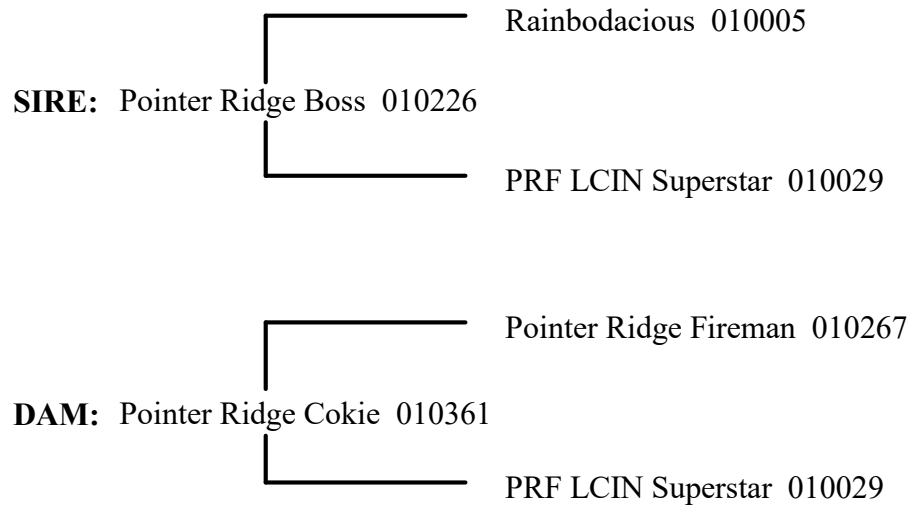 Rainbodacious 010005
SIRE: Pointer Ridge Boss 010226
PRF LCIN Superstar 010029
Pointer Ridge Fireman 010267
DAM: Pointer Ridge Cokie 010361
PRF LCIN Superstar 010029